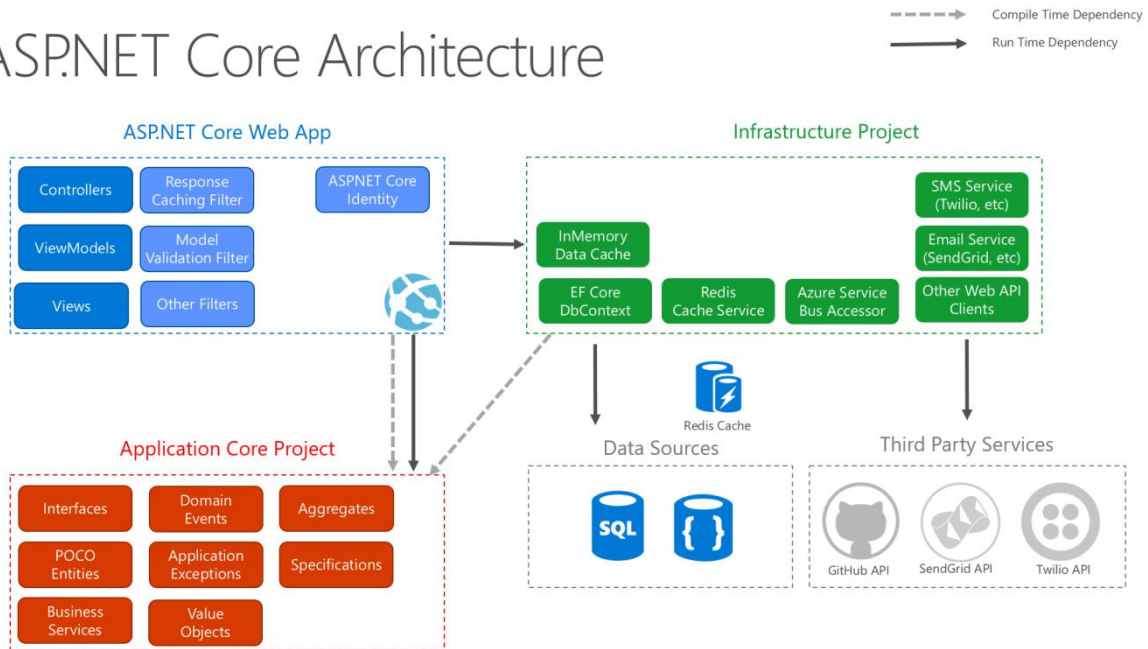 Compile Time Dependency
Run Time Dependency
ASP.NET Core Architecture
ASP.NET Core Web App
Controllers
Response
Caching Filter
ASP.NET Core
Identity
ViewModels
Model
Validation Filter
Views
Other Filters
Infrastructure Project
SMS Service
(Twilio, etc)
InMemory
Data Cache
Email Service
(SendGrid, etc)
EF Core
DbContext
Redis
Cache Service
Azure Service
Bus Accessor
Other Web API
Clients
Redis Cache
Application Core Project
Interfaces
Domain
Events
Aggregates
POCO
Entities
Application
Exceptions
Specifications
Business
Services
Value
Objects
Data Sources
SQL
{ }
Third Party Services
GitHub API
SendGrid API
Twilio API